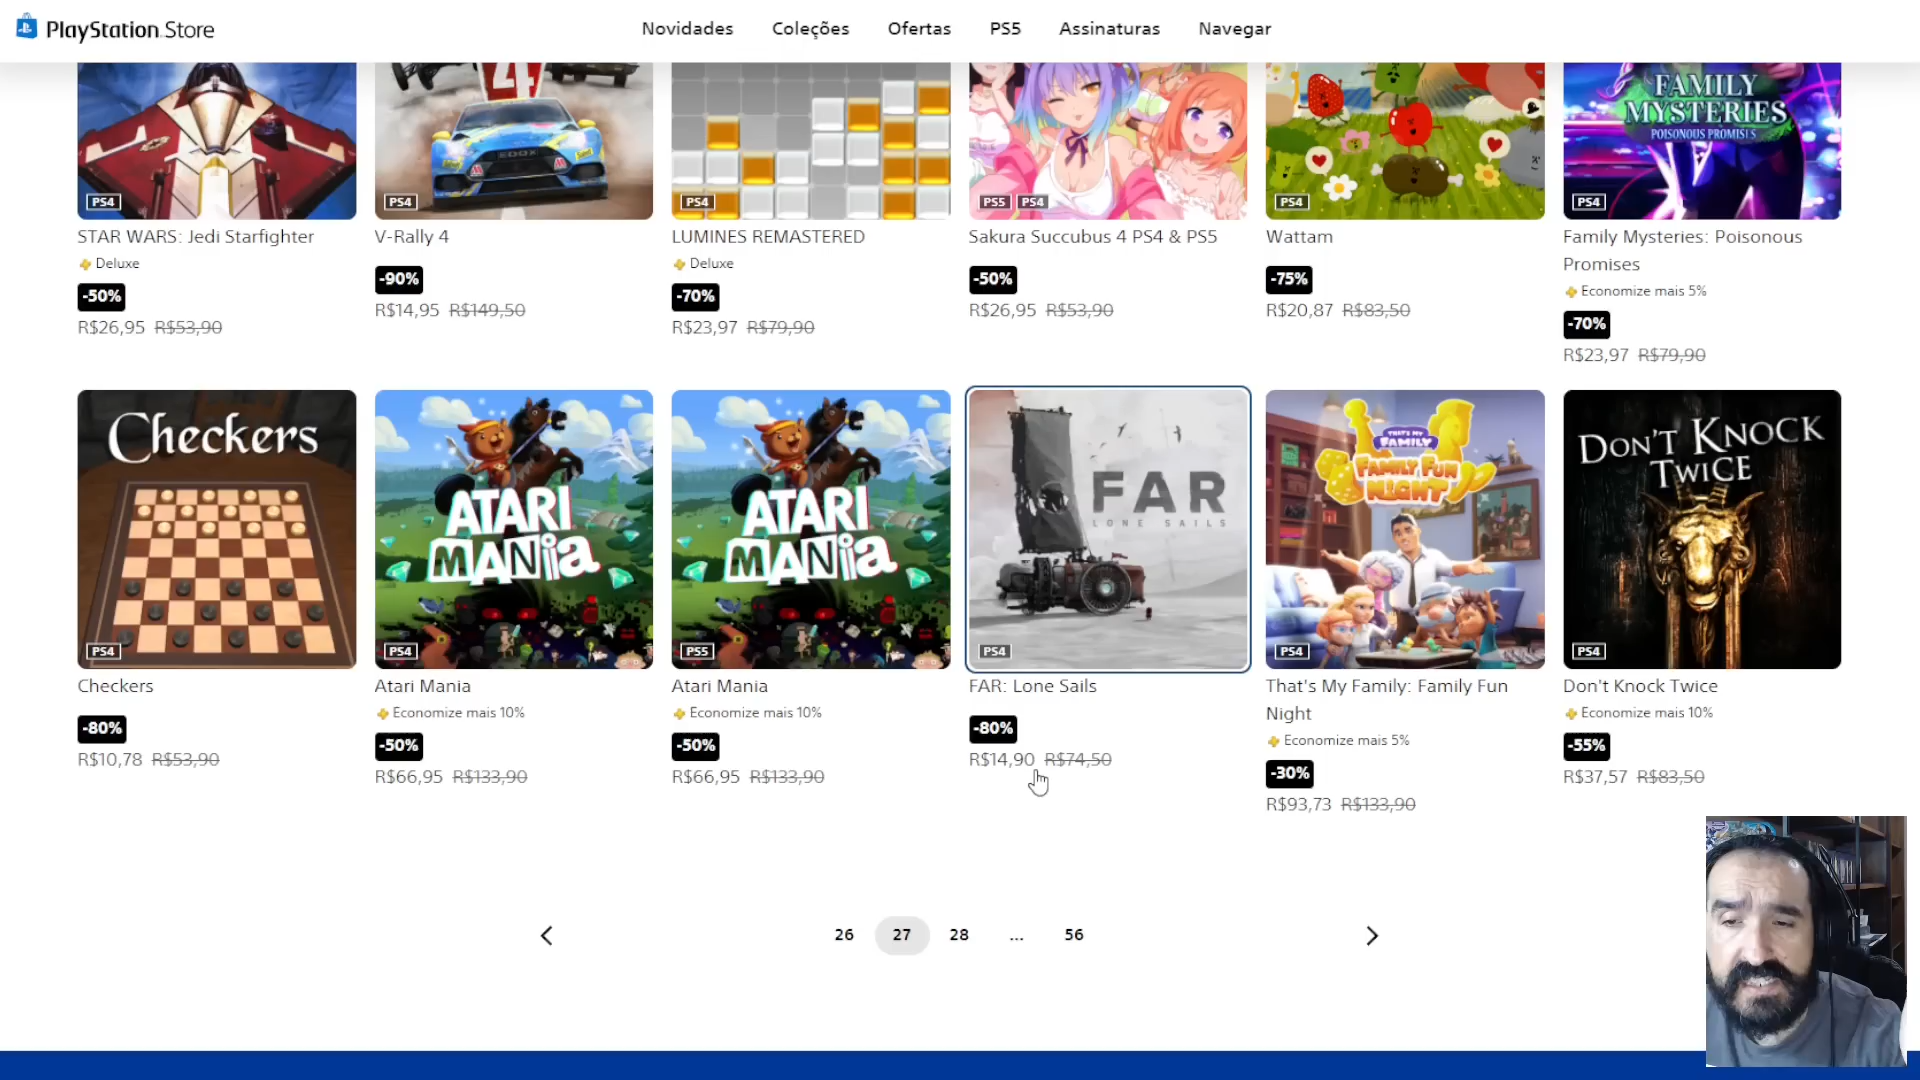 PlayStation Store
Novidades
Coleções
Ofertas
PS5
Assinaturas
Navegar
4
EDOX
FAMILY
MYSTERIES
POISONOUS PROMISES
PS4
PS4
PS4
PS5 PS4
PS4
PS4
STAR WARS: Jedi Starfighter
Deluxe
-50%
R$26,95 R$53,90
V-Rally 4
-90%
R$14,95 R$149,50
LUMINES REMASTERED
Deluxe
-70%
R$23,97 R$79,90
Sakura Succubus 4 PS4 & PS5
-50%
R$26,95 R$53,90
Wattam
-75%
R$20,87 R$83,50
Family Mysteries: Poisonous
Promises
Economize mais 5%
-70%
R$23,97 R$79,90
Checkers
PS4
Checkers
-80%
R$10,78 R$53,90
ATARI
MANIA
PS4
Atari Mania
Economize mais 10%
-50%
R$66,95 R$133,90
ATARI
MANIA
PS5
Atari Mania
Economize mais 10%
-50%
R$66,95 R$133,90
FAR
LONE SAILS
PS4
FAR: Lone Sails
-80%
R$14,90 R$74,50
THAT'S MY
FAMILY
FAMILY FUN
NIGHT
PS4
That's My Family: Family Fun
Night
Economize mais 5%
-30%
R$93,73 R$133,90
DON'T KNOCK
TWICE
PS4
Don't Knock Twice
Economize mais 10%
-55%
R$37,57 R$83,50
26
27
28
...
56